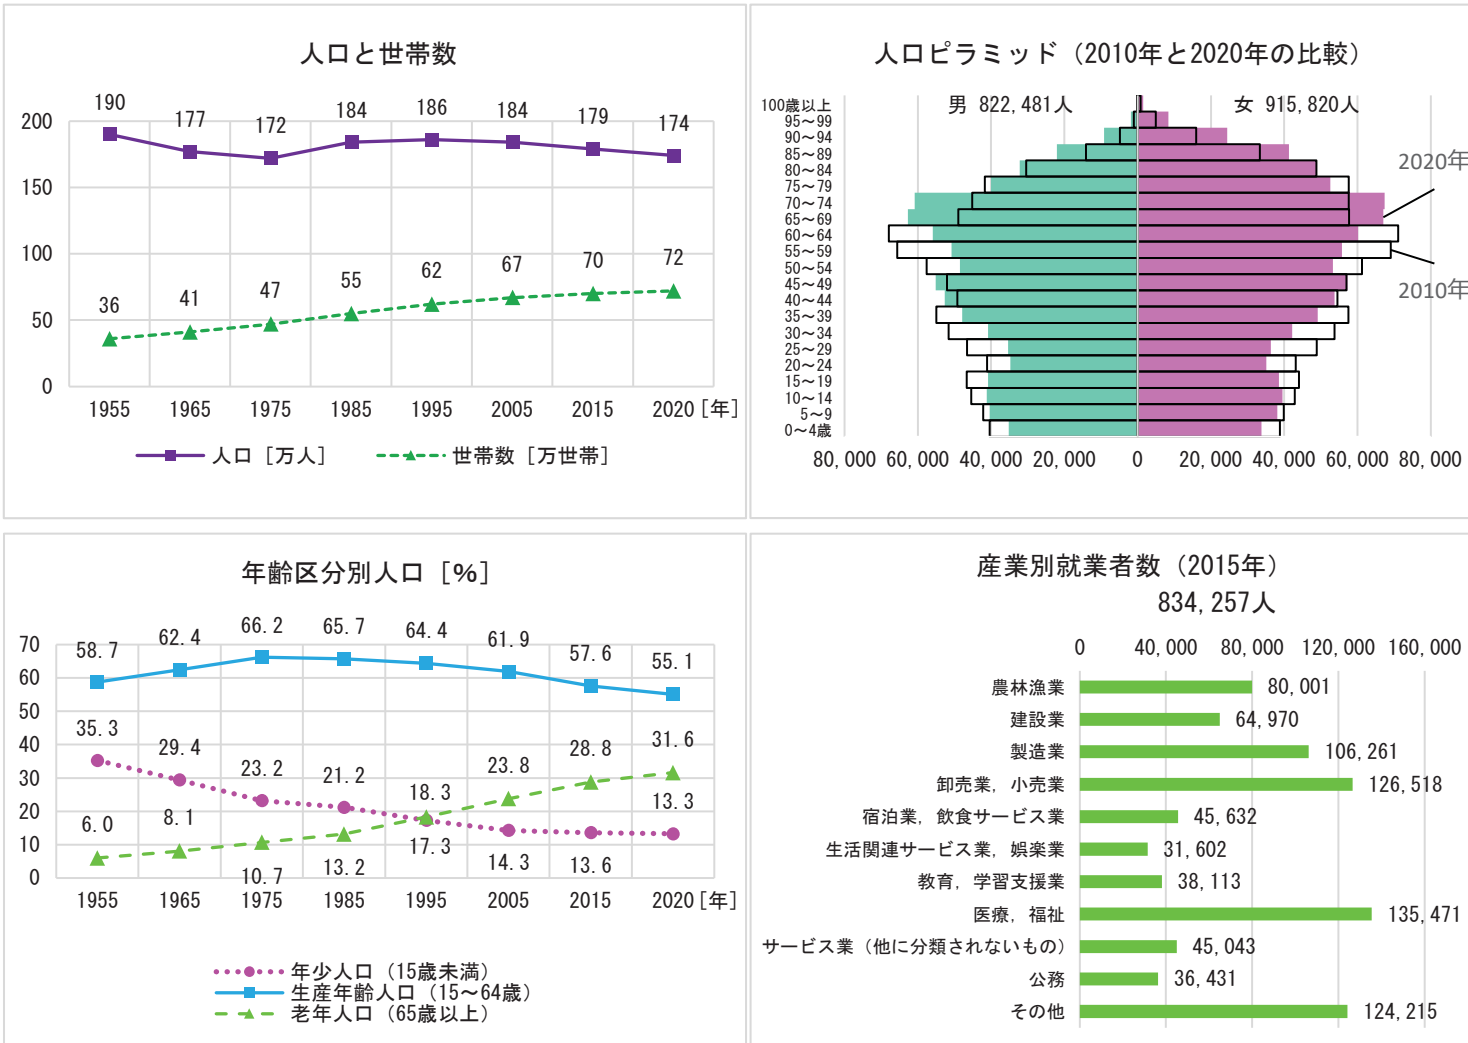 人口と世帯数
190
177
172
184
186
184
179
174
200
150
100
50
0
36
41
47
55
62
67
70
72
1955 1965 1975 1985 1995 2005 2015 2020 [年]
人口［万人］ 世帯数［万世帯］
人口ピラミッド（2010年と2020年の比較）
男 822,481人 女 915,820人
100歳以上
95～99
90～94
85～89
80～84
75～79
70～74
65～69
60～64
55～59
50～54
45～49
40～44
35～39
30～34
25～29
20～24
15～19
10～14
5～9
0～4歳
2020年
2010年
80,000 60,000 40,000 20,000 0 20,000 40,000 60,000 80,000
年齢区分別人口［%］
70
60
50
40
30
20
10
0
58.7 62.4 66.2 65.7 64.4 61.9 57.6 55.1
35.3 29.4 23.2 21.2 18.3 23.8 28.8 31.6
6.0 8.1 10.7 13.2 17.3 14.3 13.6 13.3
1955 1965 1975 1985 1995 2005 2015 2020 [年]
年少人口（15歳未満）
生産年齢人口（15～64歳）
老年人口（65歳以上）
産業別就業者数（2015年）
834,257人
0 40,000 80,000 120,000 160,000
農林漁業 80,001
建設業 64,970
製造業 106,261
卸売業，小売業 126,518
宿泊業，飲食サービス業 45,632
生活関連サービス業，娯楽業 31,602
教育，学習支援業 38,113
医療，福祉 135,471
サービス業（他に分類されないもの） 45,043
公務 36,431
その他 124,215